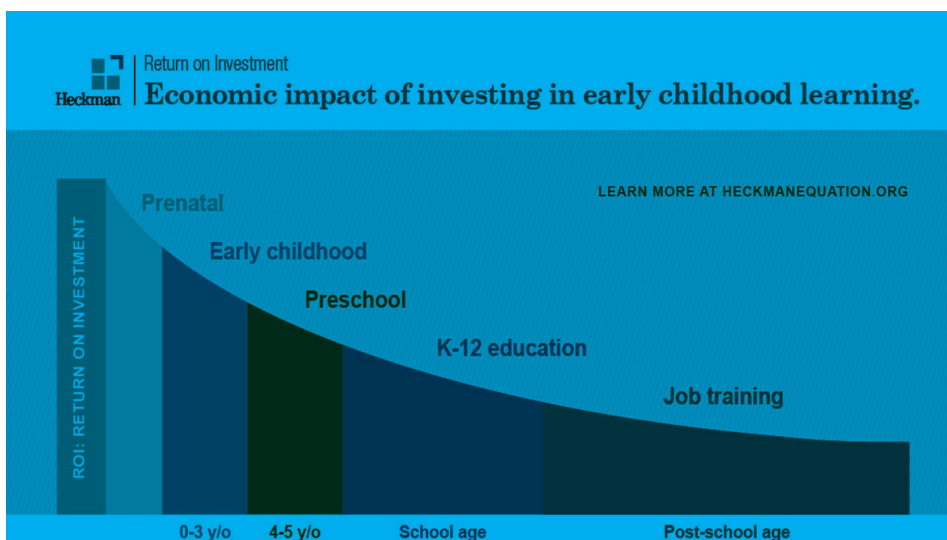 Heckman
Return on Investment
Economic impact of investing in early childhood learning.
LEARN MORE AT HECKMANEQUATION.ORG
ROI: RETURN ON INVESTMENT
Prenatal
Early childhood
Preschool
K-12 education
Job training
0-3 y/o
4-5 y/o
School age
Post-school age